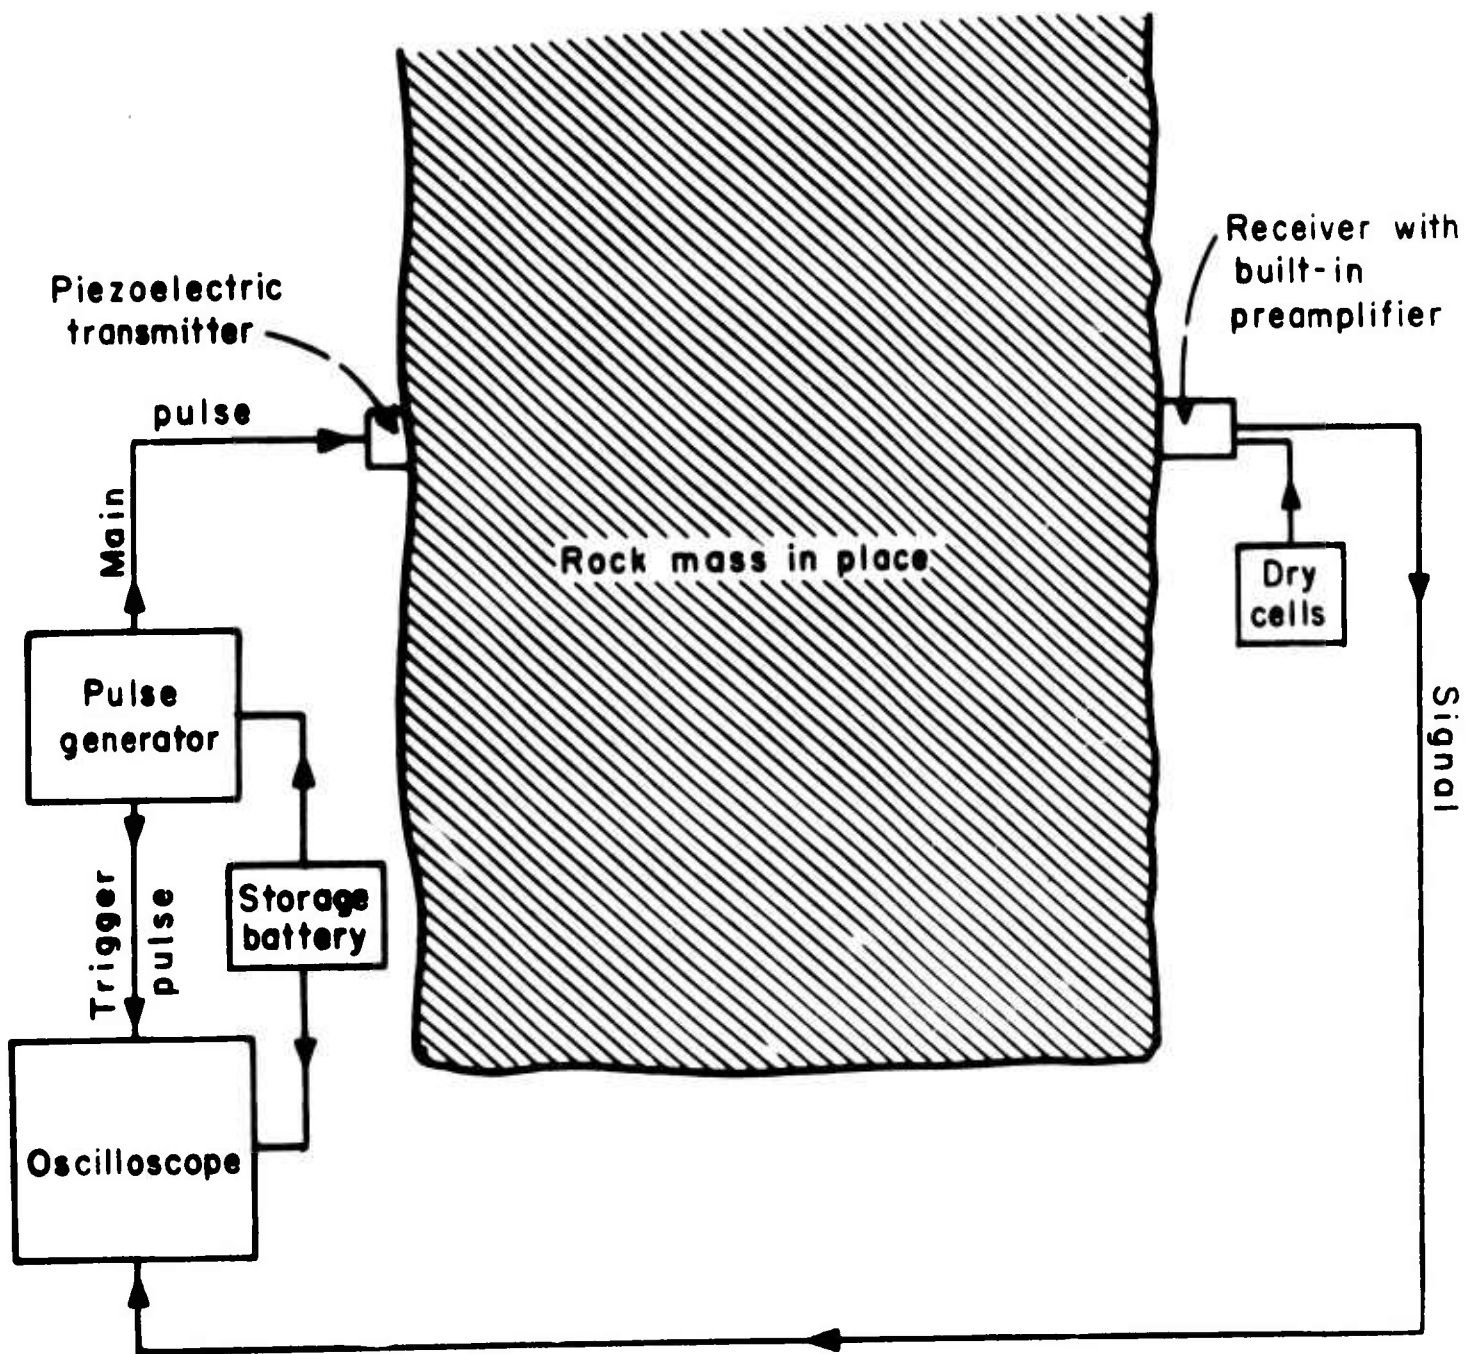 Receiver with
built-in
preamplifier
Piezoelectric
transmitter
pulse
Main
Rock mass in place
Dry
cells
Pulse
generator
Signal
Storage
battery
Trigger
pulse
Oscilloscope